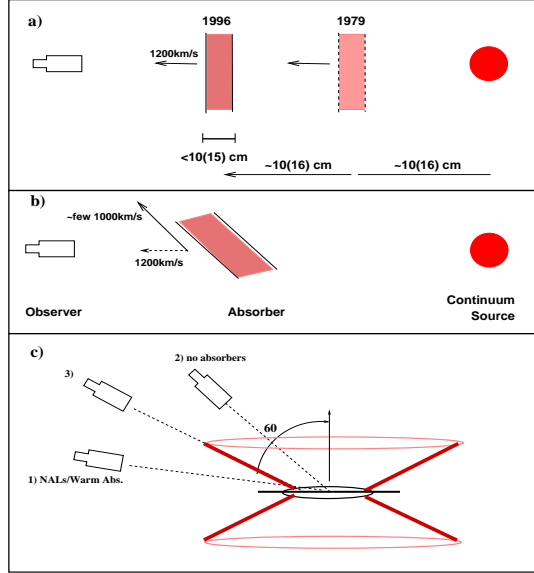 a)
1996
1979
1200km/s
<10(15) cm
~10(16) cm
~10(16) cm
b)
~few 1000km/s
1200km/s
Observer
Absorber
Continuum
Source
c)
2) no absorbers
3)
60
1) NALs/Warm Abs.